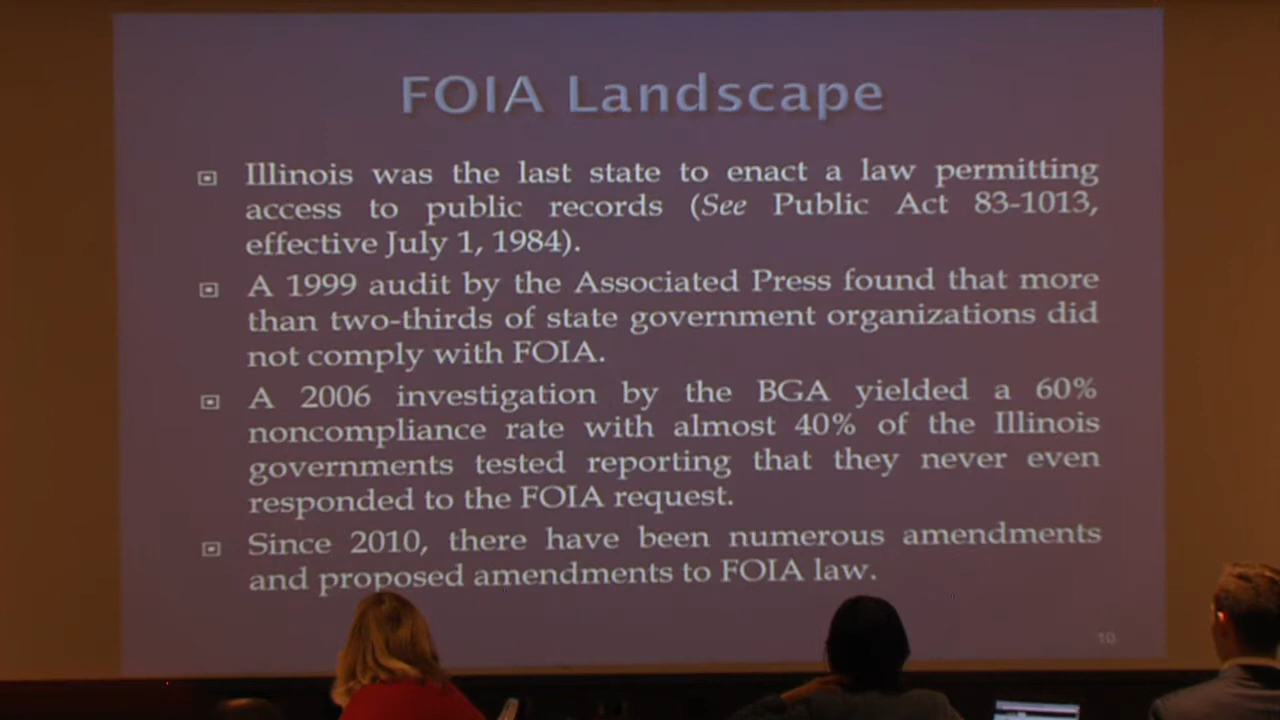 FOIA Landscape
Illinois was the last state to enact a law permitting
access to public records (See Public Act 83-1013,
effective July 1, 1984).
A 1999 audit by the Associated Press found that more
than two-thirds of state government organizations did
not comply with FOIA.
A 2006 investigation by the BGA yielded a 60%
noncompliance rate with almost 40% of the Illinois
governments tested reporting that they never even
responded to the FOIA request.
Since 2010, there have been numerous amendments
and proposed amendments to FOIA law.
10